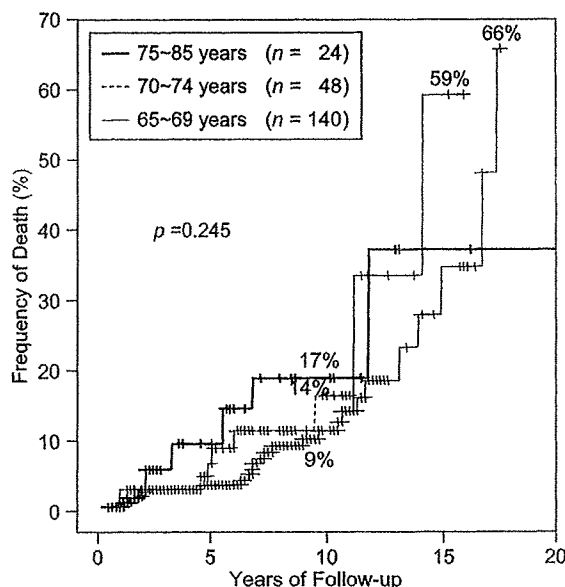 70
60
50
40
30
20
10
0
Frequency of Death (%)
75~85 years (n = 24)
70~74 years (n = 48)
65~69 years (n = 140)
p =0.245
66%
59%
17%
14%
9%
0 5 10 15 20
Years of Follow-up